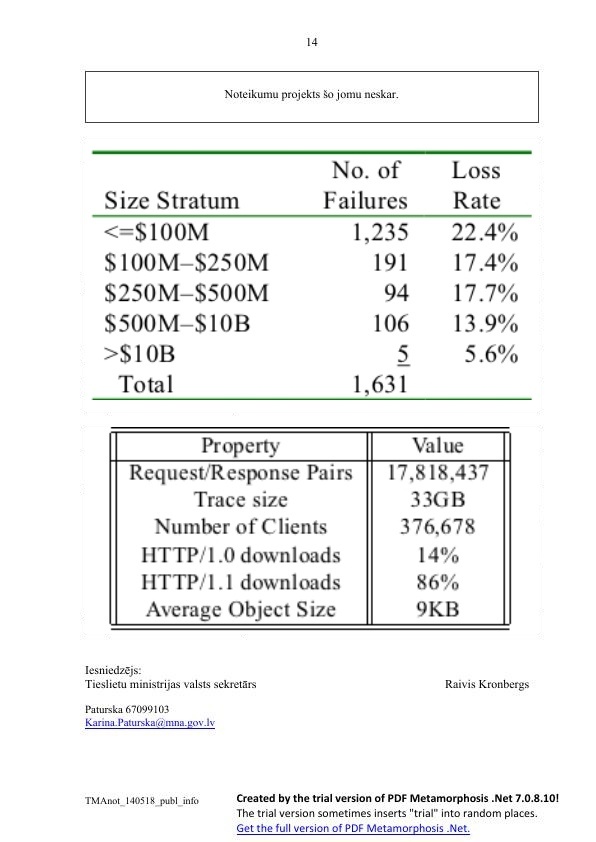 14
Noteikumu projekts šo jomu neskar.
No. of Loss
Size Stratum Failures Rate
<=$100M 1,235 22.4%
$100M–$250M 191 17.4%
$250M–$500M 94 17.7%
$500M–$10B 106 13.9%
>$10B 5 5.6%
Total 1,631
Property Value
Request/Response Pairs 17,818,437
Trace size 33GB
Number of Clients 376,678
HTTP/1.0 downloads 14%
HTTP/1.1 downloads 86%
Average Object Size 9KB
Iesniedzējs:
Tieslietu ministrijas valsts sekretārs Raivis Kronbergs
Paturska 67099103
Karina.Paturska@mna.gov.lv
TMAnot_140518_publ_info
Created by the trial version of PDF Metamorphosis .Net 7.0.8.10!
The trial version sometimes inserts "trial" into random places.
Get the full version of PDF Metamorphosis .Net.